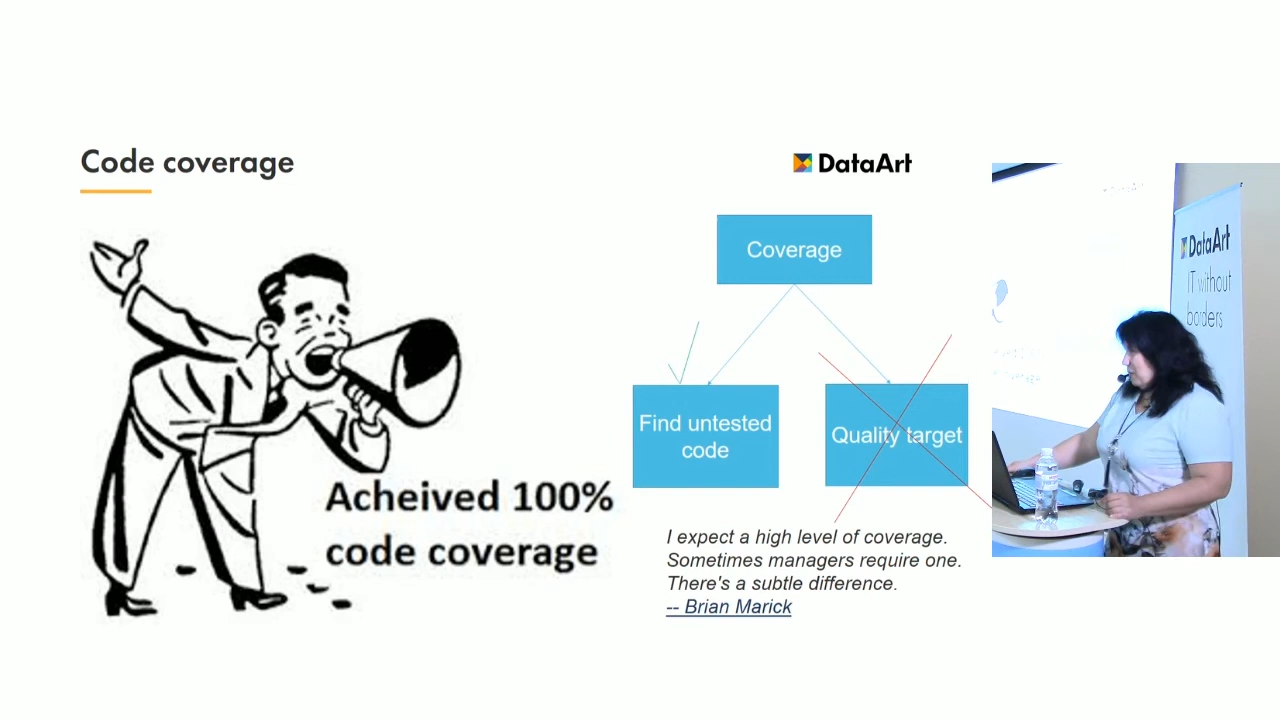 Code coverage
DataArt
Coverage
Find untested
code
Quality target
Acheived 100%
code coverage
I expect a high level of coverage.
Sometimes managers require one.
There's a subtle difference.
-- Brian Marick
DataArt
IT without
borders